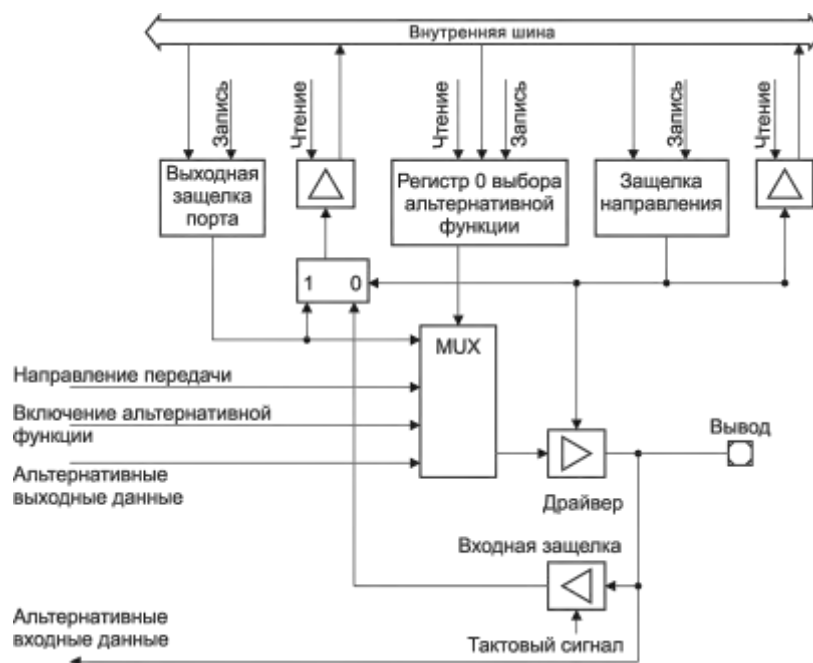 Внутренняя шина
Запись
Чтение
Чтение
Запись
Запись
Чтение
Выходная
защелка
порта
Регистр 0 выбора
альтернативной
функции
Защелка
направления
1 0
MUX
Направление передачи
Включение альтернативной
функции
Альтернативные
выходные данные
Вывод
Драйвер
Входная защелка
Альтернативные
входные данные
Тактовый сигнал